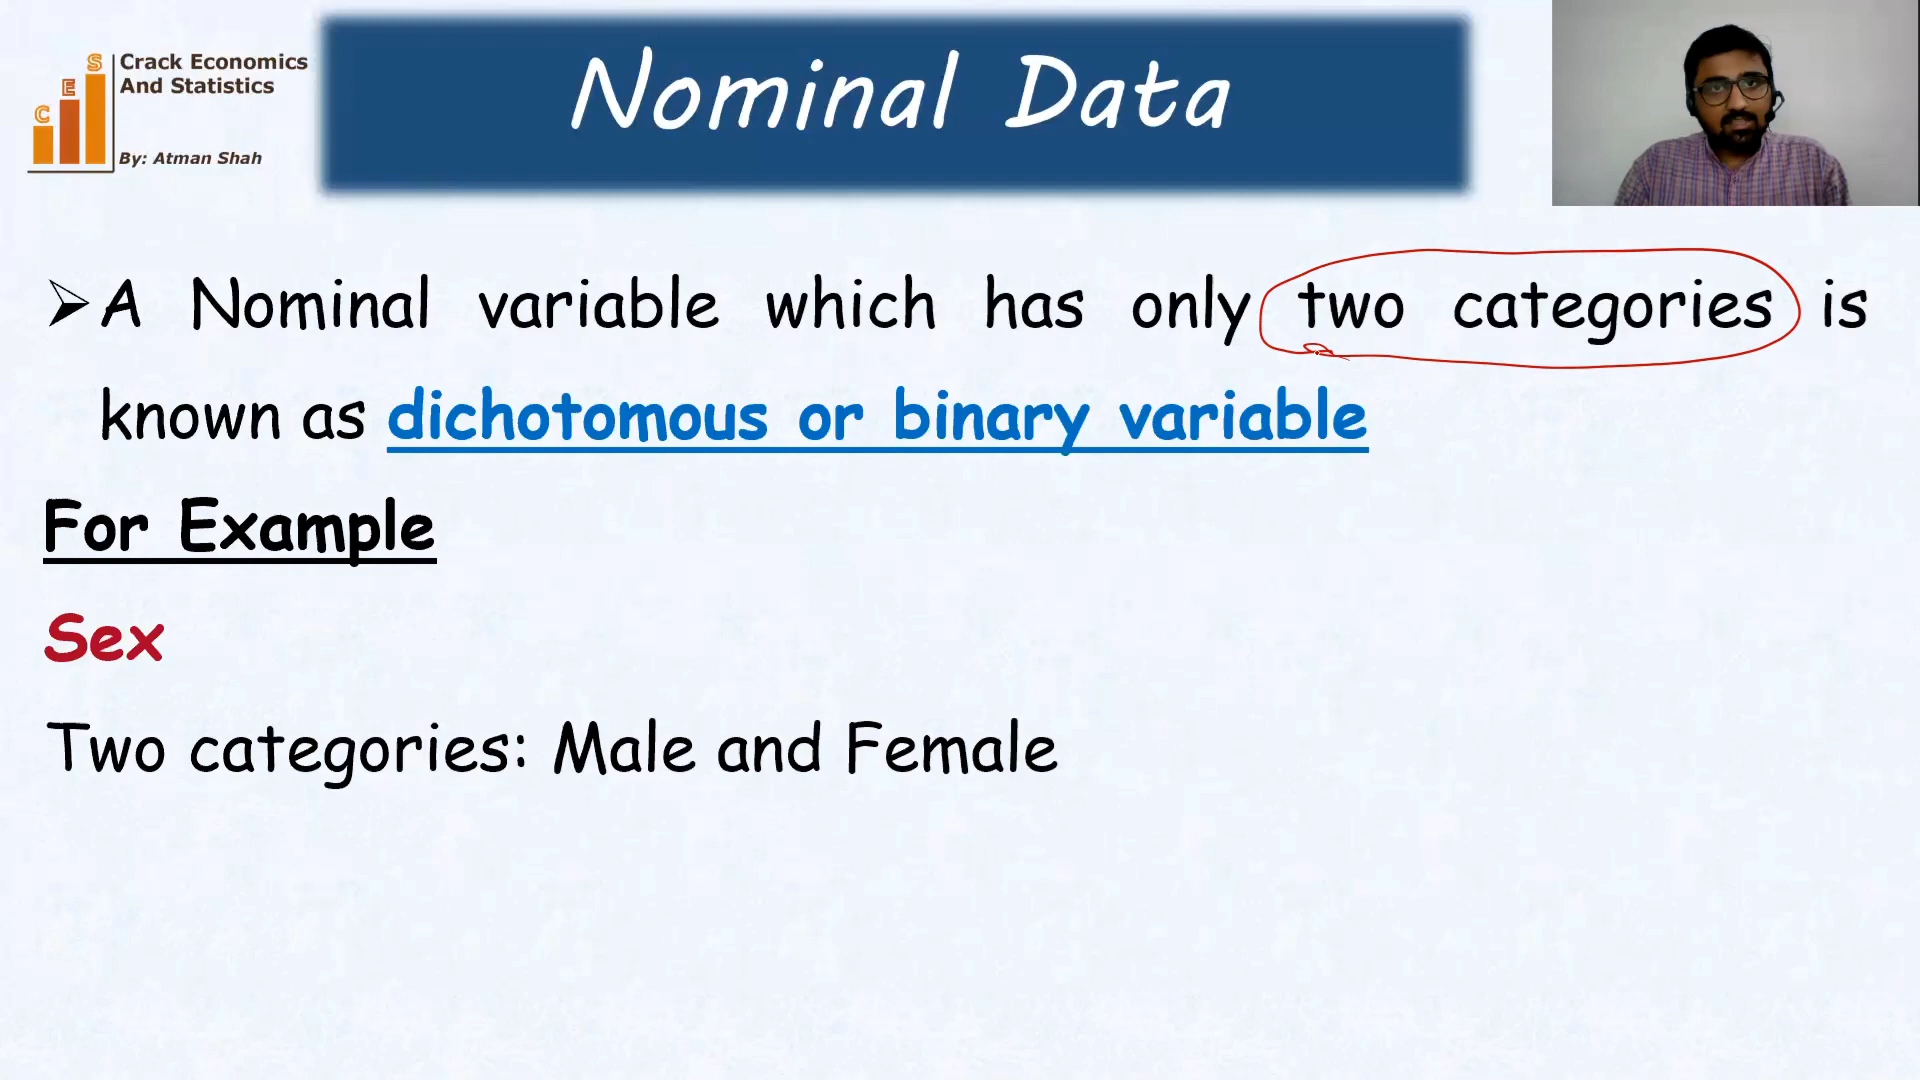 Crack Economics
And Statistics
C E S
By: Atman Shah
Nominal Data
➢A Nominal variable which has only two categories is
known as dichotomous or binary variable
For Example
Sex
Two categories: Male and Female